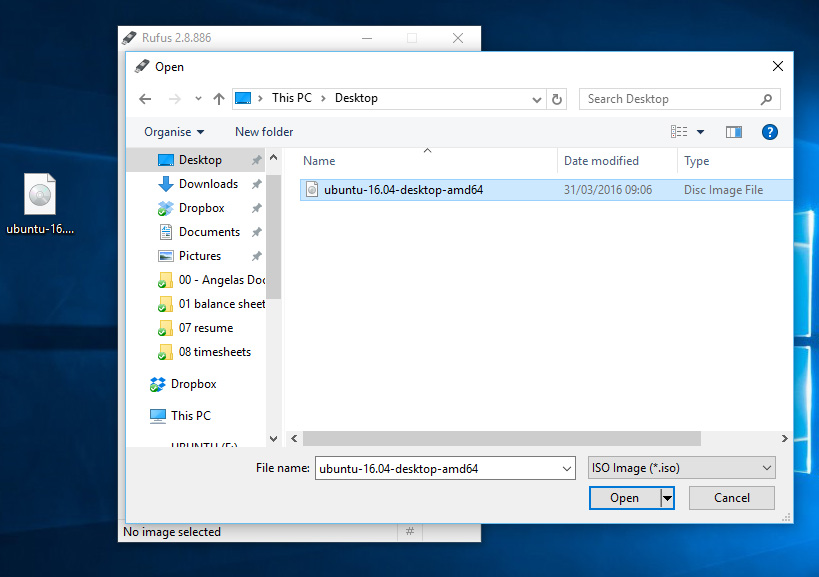 Rufus 2.8.886
Open
This PC Desktop
Search Desktop
Organise New folder
Name Date modified Type
ubuntu-16.04-desktop-amd64 31/03/2016 09:06 Disc Image File
Desktop
Downloads
Dropbox
Documents
Pictures
00 - Angelas Doc
01 balance sheet
07 resume
08 timesheets
Dropbox
This PC
UBUNTU (F:)
ubuntu-16....
File name: ubuntu-16.04-desktop-amd64 ISO Image (*.iso)
Open Cancel
No image selected #